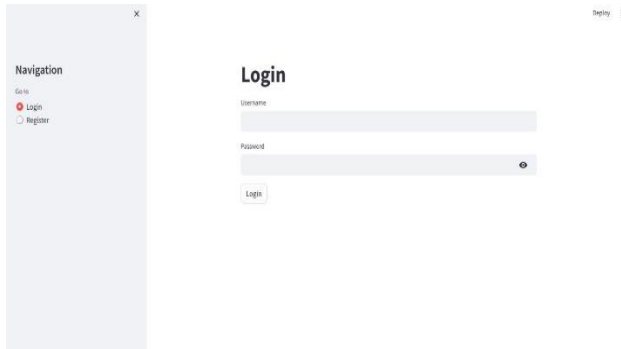 Deploy
Navigation
Go to
Login
Register
Login
Username
Password
Login